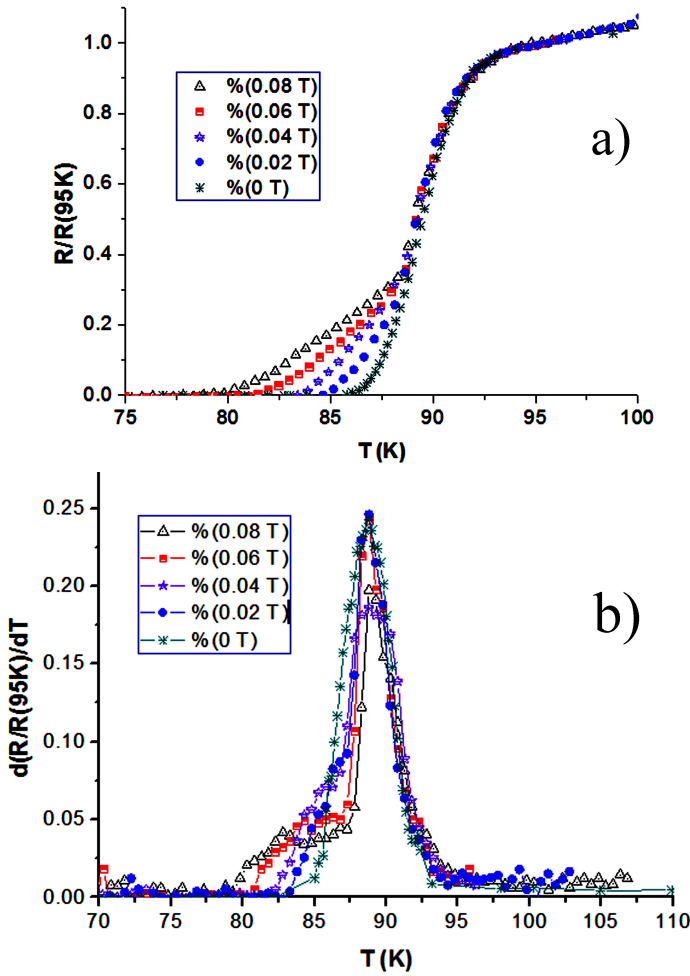 1.0
0.8
0.6
0.4
0.2
0.0
R/R(95K)
%(0.08 T)
%(0.06 T)
%(0.04 T)
%(0.02 T)
%(0 T)
a)
75 80 85 90 95 100
T (K)
0.25
0.20
0.15
0.10
0.05
0.00
d(R/R(95K)/dT
%(0.08 T)
%(0.06 T)
%(0.04 T)
%(0.02 T)
%(0 T)
b)
70 75 80 85 90 95 100 105 110
T (K)